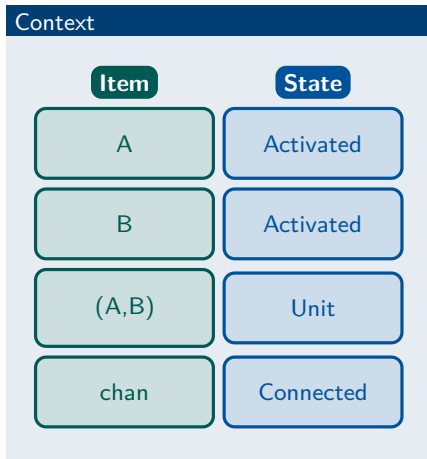 Context
Item State
A Activated
B Activated
(A,B) Unit
chan Connected